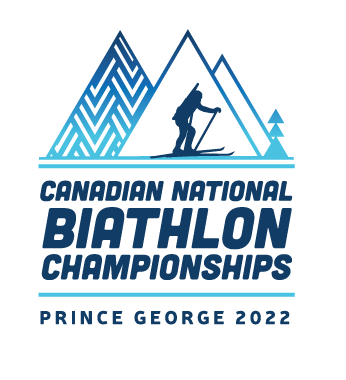 CANADIAN NATIONAL
BIATHLON
CHAMPIONSHIPS
PRINCE GEORGE 2022